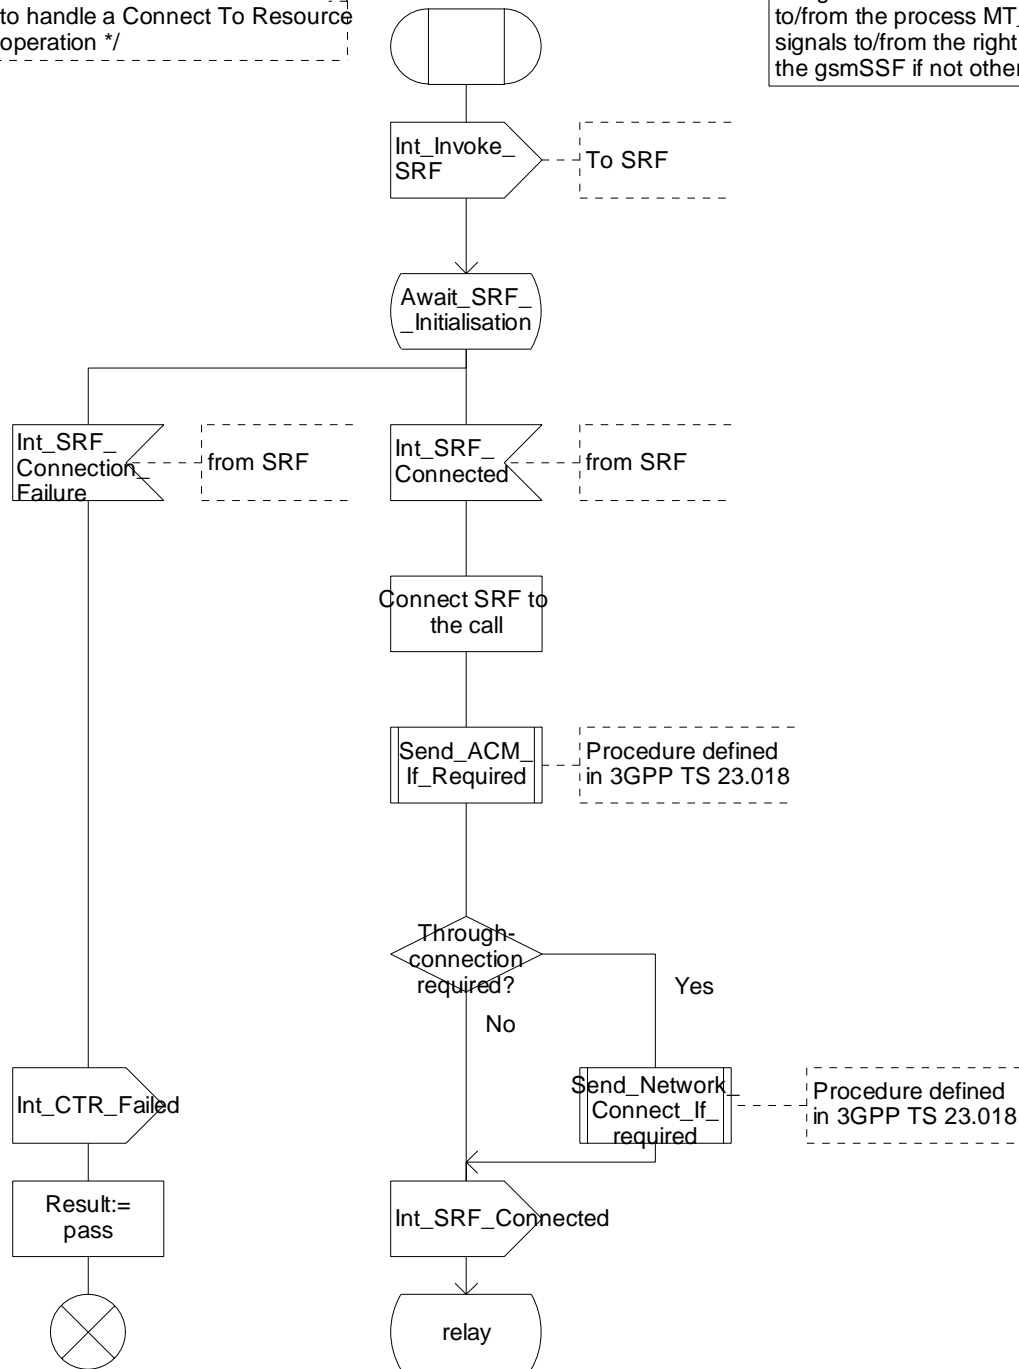 to handle a Connect To Resource
operation */
to/from the process MT_
signals to/from the right
the gsmSSF if not other
Int_Invoke_
SRF
To SRF
Await_SRF_
_Initialisation
Int_SRF_
Connection_
Failure
from SRF
Int_SRF_
Connected
from SRF
Connect SRF to
the call
Send_ACM_
If_Required
Procedure defined
in 3GPP TS 23.018
Through-
connection
required?
Yes
No
Int_CTR_Failed
Send_Network_
Connect_If_
required
Procedure defined
in 3GPP TS 23.018
Result:=
pass
Int_SRF_Connected
relay